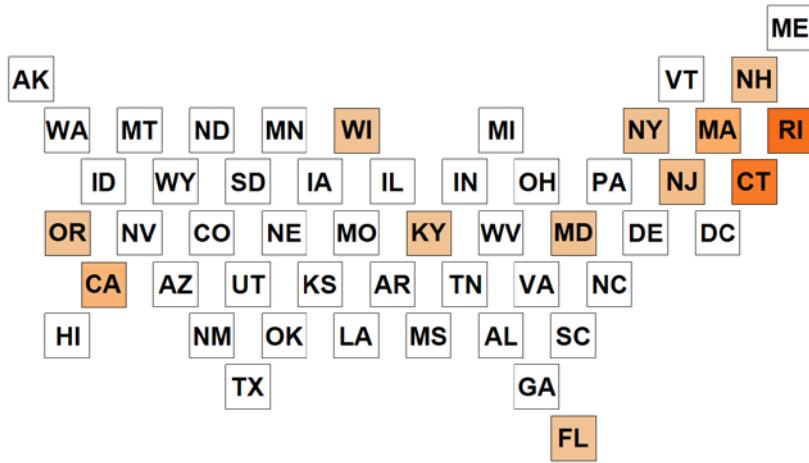 ME
AK VT NH
WA MT ND MN WI MI NY MA RI
ID WY SD IA IL IN OH PA NJ CT
OR NV CO NE MO KY WV MD DE DC
CA AZ UT KS AR TN VA NC
HI NM OK LA MS AL SC
TX GA
FL